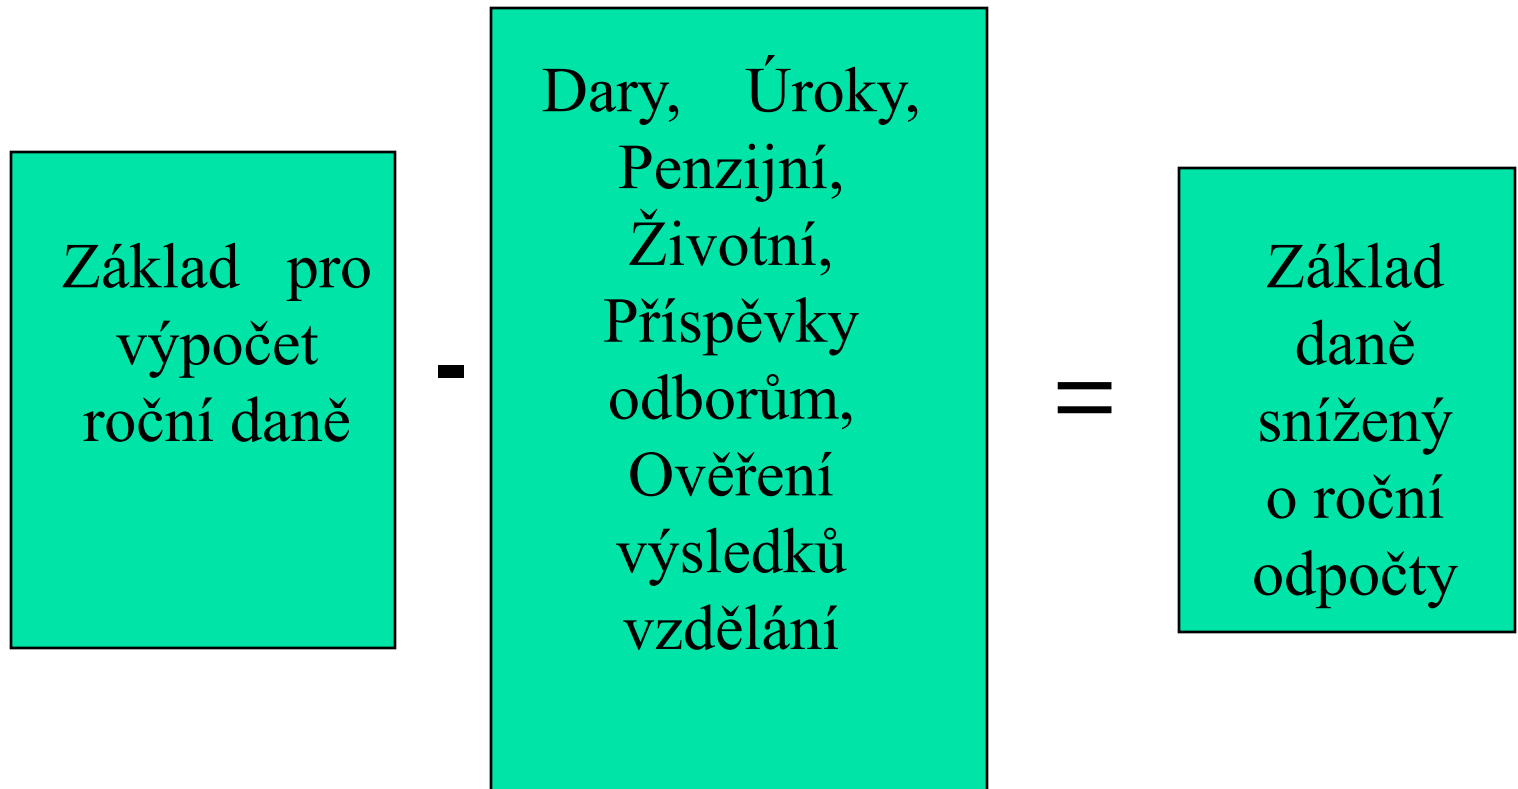 Základ pro
výpočet
roční daně
-
Dary, Úroky,
Penzijní,
Životní,
Příspěvky
odborům,
Ověření
výsledků
vzdělání
=
Základ
daně
snížený
o roční
odpočty